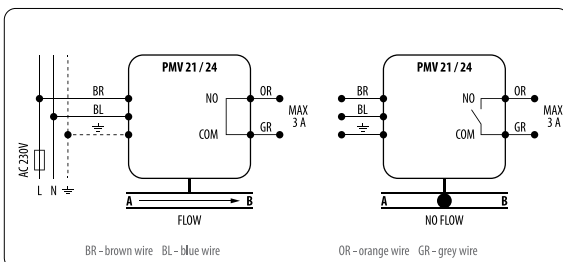 PMV 21 / 24
BR
BL
NO
COM
OR
GR
MAX
3 A
AC 230V
L N
A B
FLOW
PMV 21 / 24
BR
BL
NO
COM
OR
GR
MAX
3 A
A B
NO FLOW
BR – brown wire BL – blue wire OR – orange wire GR – grey wire